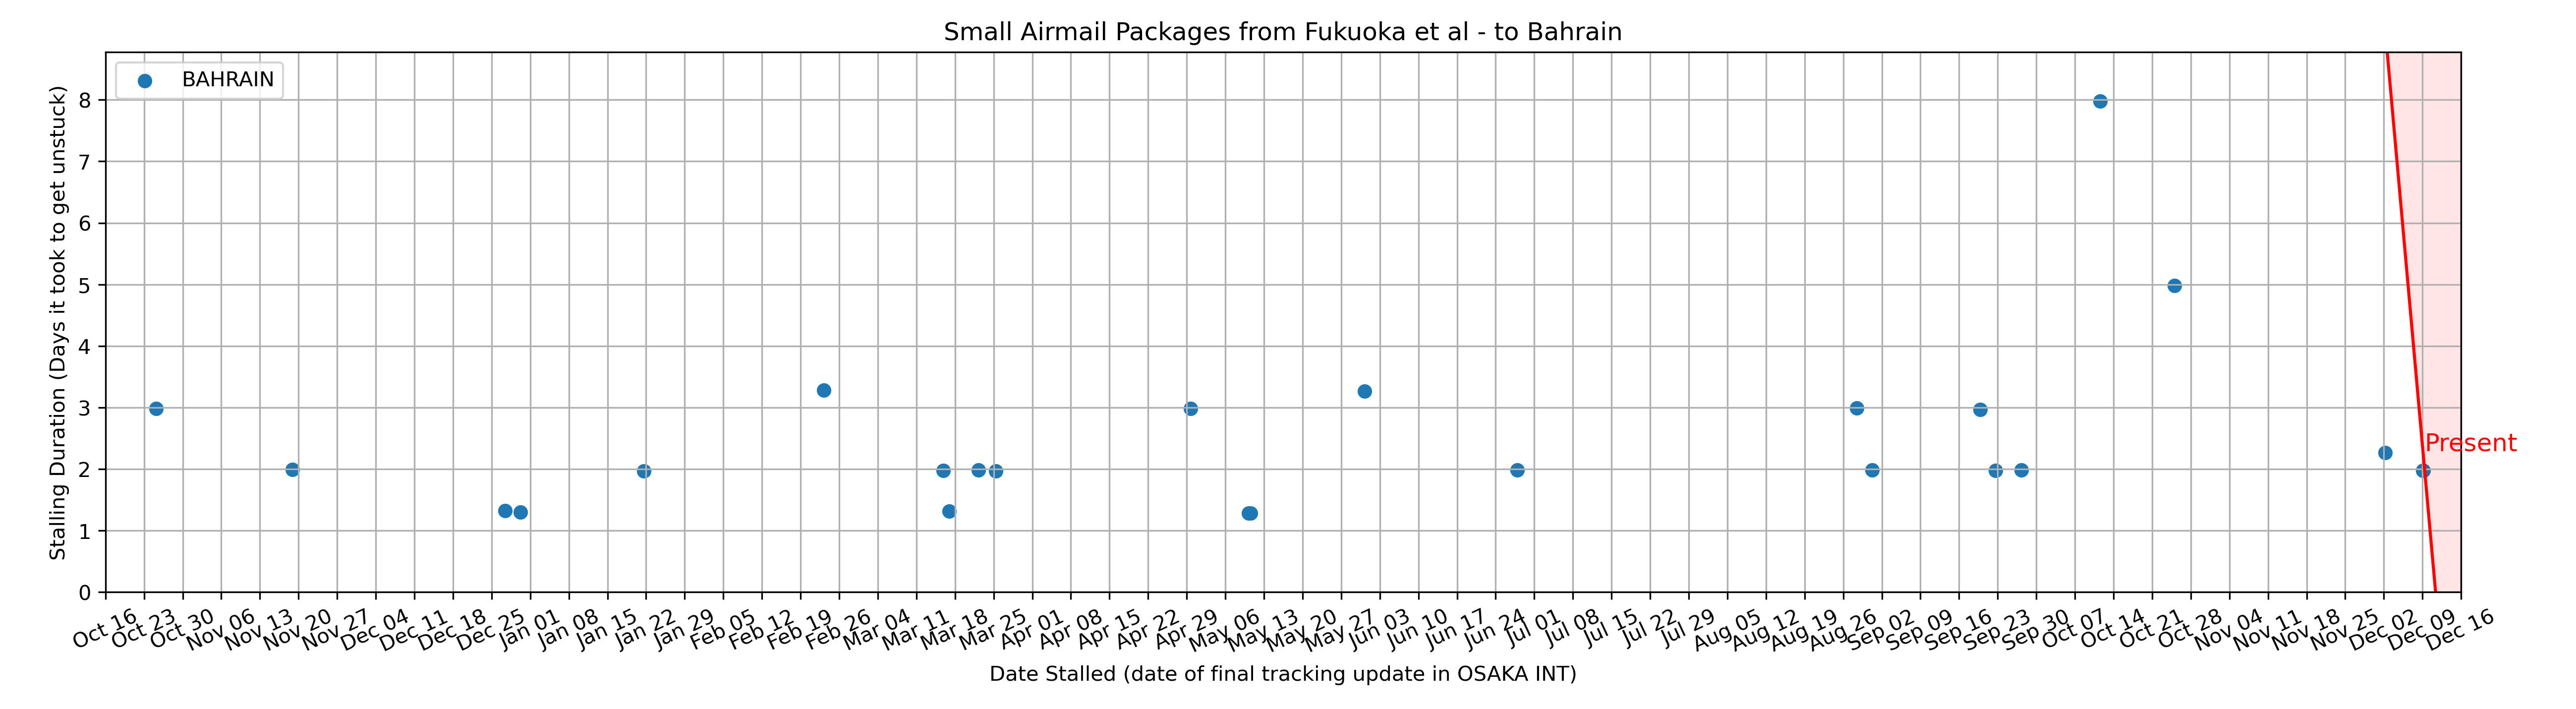 Small Airmail Packages from Fukuoka et al - to Bahrain
BAHRAIN
Stalling Duration (Days it took to get unstuck)
8
7
6
5
4
3
2
1
0
Present
Oct 16 Oct 23 Oct 30 Nov 06 Nov 13 Nov 20 Nov 27 Dec 04 Dec 11 Dec 18 Dec 25 Jan 01 Jan 08 Jan 15 Jan 22 Jan 29 Feb 05 Feb 12 Feb 19 Feb 26 Mar 04 Mar 11 Mar 18 Mar 25 Apr 01 Apr 08 Apr 15 Apr 22 Apr 29 May 06 May 13 May 20 May 27 Jun 03 Jun 10 Jun 17 Jun 24 Jul 01 Jul 08 Jul 15 Jul 22 Jul 29 Aug 05 Aug 12 Aug 19 Aug 26 Sep 02 Sep 09 Sep 16 Sep 23 Sep 30 Oct 07 Oct 14 Oct 21 Oct 28 Nov 04 Nov 11 Nov 18 Nov 25 Dec 02 Dec 09 Dec 16
Date Stalled (date of final tracking update in OSAKA INT)